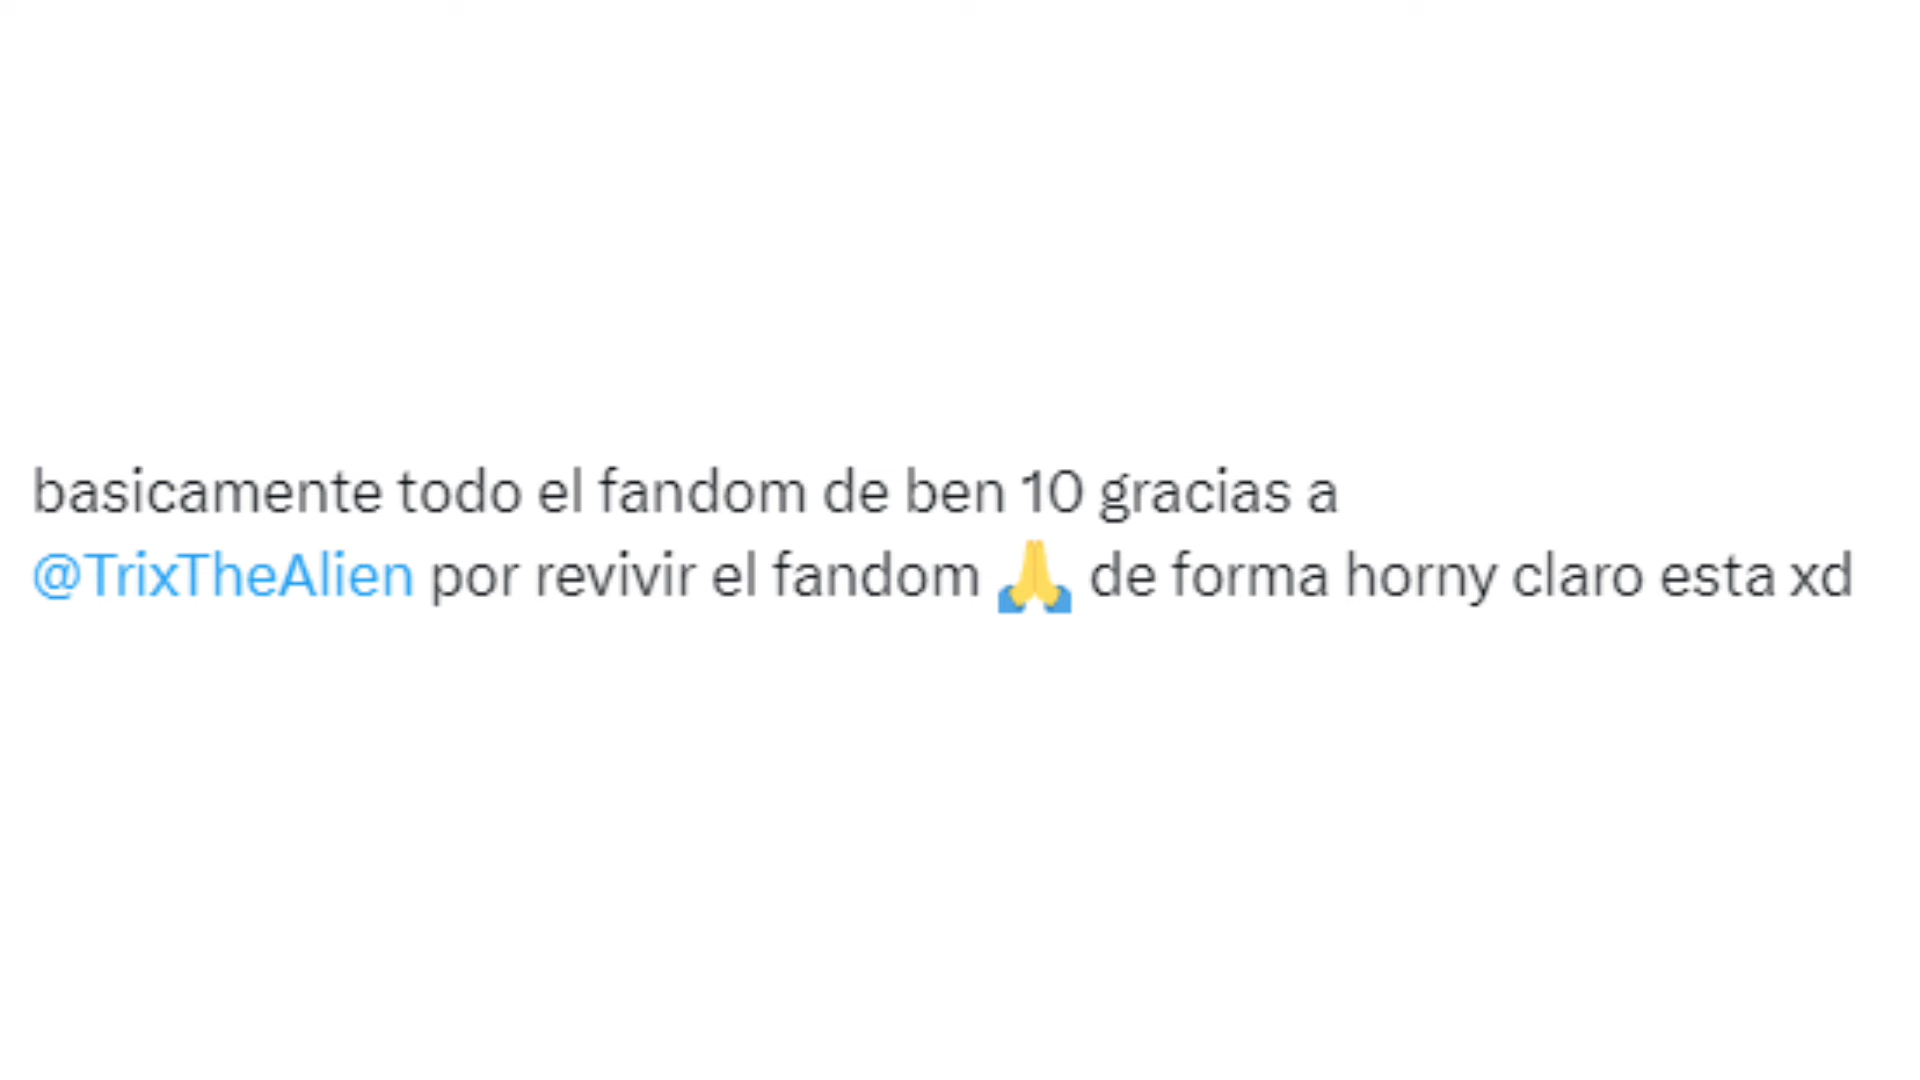 basicamente todo el fandom de ben 10 gracias a
@TrixTheAlien por revivir el fandom 🙏 de forma horny claro esta xd